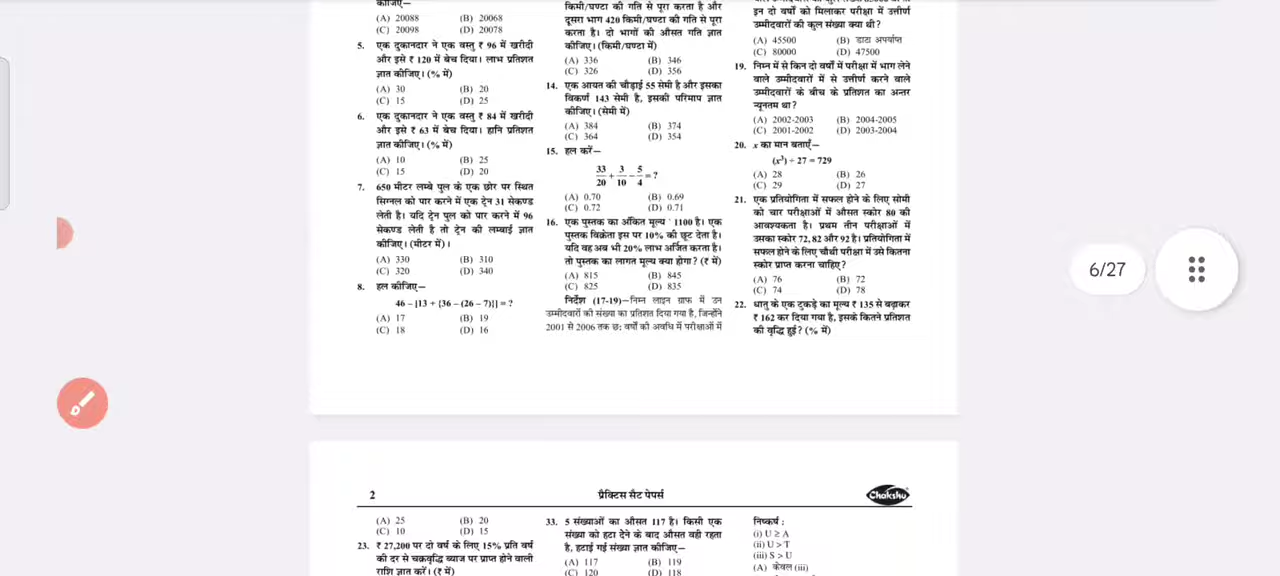 कीजिए—
(A) 20088 (B) 20068
(C) 20098 (D) 20078
5. एक दुकानदार ने एक वस्तु ₹ 96 में खरीदी
और इसे ₹ 120 में बेच दिया। लाभ प्रतिशत
ज्ञात कीजिए। (% में)
(A) 30 (B) 20
(C) 15 (D) 25
6. एक दुकानदार ने एक वस्तु ₹ 84 में खरीदी
और इसे ₹ 63 में बेच दिया। हानि प्रतिशत
ज्ञात कीजिए। (% में)
(A) 10 (B) 25
(C) 15 (D) 20
7. 650 मीटर लम्बे पुल के एक छोर पर स्थित
सिग्नल को पार करने में एक ट्रेन 31 सेकण्ड
लेती है। यदि ट्रेन पुल को पार करने में 96
सेकण्ड लेती है तो ट्रेन की लम्बाई ज्ञात
कीजिए। (मीटर में)।
(A) 330 (B) 310
(C) 320 (D) 340
8. हल कीजिए—
46 – [13 + {36 – (26 – 7)}] = ?
(A) 17 (B) 19
(C) 18 (D) 16
किमी/घण्टा की गति से पूरा करता है और
दूसरा भाग 420 किमी/घण्टा की गति से पूरा
करता है। दो भागों की औसत गति ज्ञात
कीजिए। (किमी/घण्टा में)
(A) 336 (B) 346
(C) 326 (D) 356
14. एक आयत की चौड़ाई 55 सेमी है और इसका
विकर्ण 143 सेमी है, इसकी परिमाप ज्ञात
कीजिए। (सेमी में)
(A) 384 (B) 374
(C) 364 (D) 354
15. हल करें—
33/20 + 3/10 – 5/4 = ?
(A) 0.70 (B) 0.69
(C) 0.72 (D) 0.71
16. एक पुस्तक का अंकित मूल्य ` 1100 है। एक
पुस्तक विक्रेता इस पर 10% की छूट देता है।
यदि वह अब भी 20% लाभ अर्जित करता है।
तो पुस्तक का लागत मूल्य क्या होगा? (₹ में)
(A) 815 (B) 845
(C) 825 (D) 835
निर्देश (17-19)—निम्न लाइन ग्राफ में उन
उम्मीदवारों की संख्या का प्रतिशत दिया गया है, जिन्होंने
2001 से 2006 तक छः वर्षों की अवधि में परीक्षाओं में
इन दो वर्षों को मिलाकर परीक्षा में उत्तीर्ण
उम्मीदवारों की कुल संख्या क्या थी?
(A) 45500 (B) डाटा अपर्याप्त
(C) 80000 (D) 47500
19. निम्न में से किन दो वर्षों में परीक्षा में भाग लेने
वाले उम्मीदवारों में से उत्तीर्ण करने वाले
उम्मीदवारों के बीच के प्रतिशत का अन्तर
न्यूनतम था?
(A) 2002-2003 (B) 2004-2005
(C) 2001-2002 (D) 2003-2004
20. x का मान बताएँ—
(x³) ÷ 27 = 729
(A) 28 (B) 26
(C) 29 (D) 27
21. एक प्रतियोगिता में सफल होने के लिए सोमी
को चार परीक्षाओं में औसत स्कोर 80 की
आवश्यकता है। प्रथम तीन परीक्षाओं में
उसका स्कोर 72, 82 और 92 है। प्रतियोगिता में
सफल होने के लिए चौथी परीक्षा में उसे कितना
स्कोर प्राप्त करना चाहिए?
(A) 76 (B) 72
(C) 74 (D) 78
22. धातु के एक टुकड़े का मूल्य ₹ 135 से बढ़ाकर
₹ 162 कर दिया गया है, इसके कितने प्रतिशत
की वृद्धि हुई? (% में)
6/27
2 प्रैक्टिस सैट पेपर्स Chakshu
(A) 25 (B) 20
(C) 10 (D) 15
23. ₹ 27,200 पर दो वर्ष के लिए 15% प्रति वर्ष
की दर से चक्रवृद्धि ब्याज पर प्राप्त होने वाली
राशि ज्ञात करें। (₹ में)
33. 5 संख्याओं का औसत 117 है। किसी एक
संख्या को हटा देने के बाद औसत वही रहता
है, हटाई गई संख्या ज्ञात कीजिए—
(A) 117 (B) 119
(C) 120 (D) 118
निष्कर्ष :
(i) U ≥ A
(ii) U > T
(iii) S > U
(A) केवल (iii)